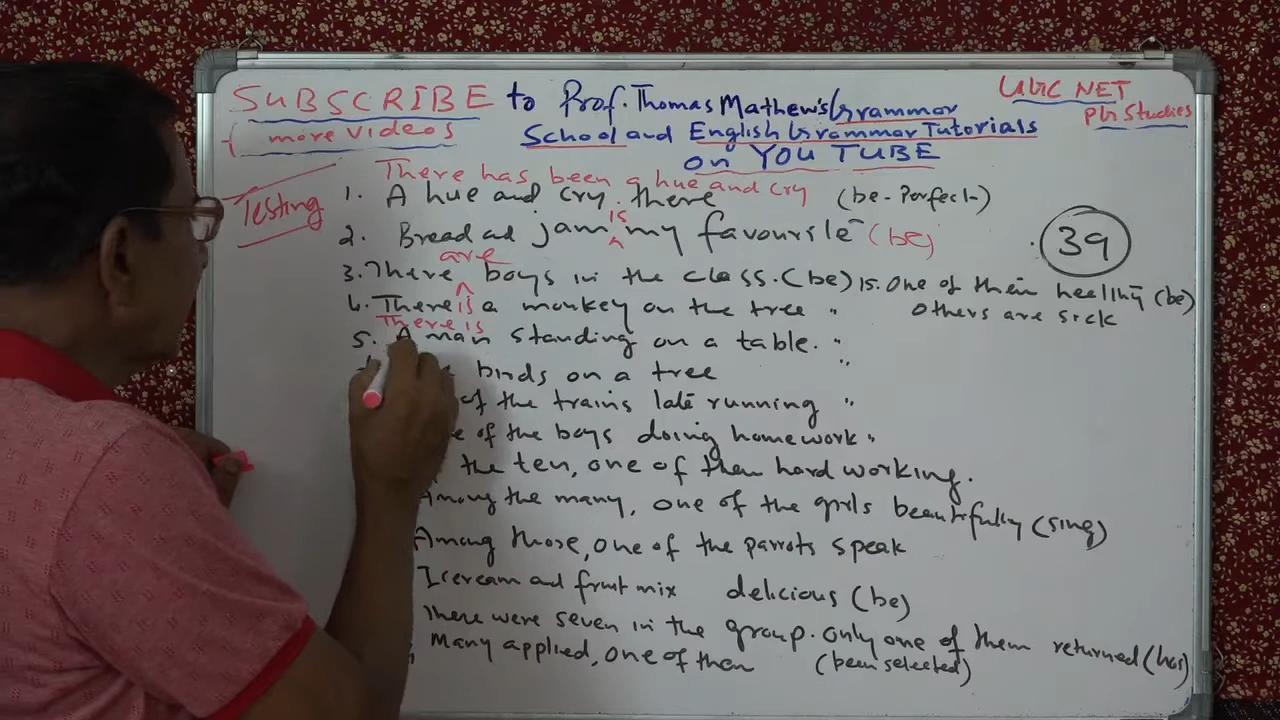 SUBSCRIBE to Prof. Thomas Mathew's Grammar
UGC NET
more videos School and English Grammar Tutorials
PG Studies
on YOU TUBE
Testing
There has been a hue and cry
1. A hue and cry there (be - Perfect)
is
2. Bread ad jam my favourite (be)
39
are
3. There boys in the class. (be) is. One of them healthy (be)
4. There is a monkey on the tree " others are sick
There is
5. A man standing on a table. "
birds on a tree "
of the trains late running "
of the boys doing homework "
the ten, one of them hard working.
Among the many, one of the girls beautifully (sing)
Among those, one of the parrots speak
Icecream and fruit mix delicious (be)
There were seven in the group. only one of them returned (has)
Many applied, one of them (been selected)